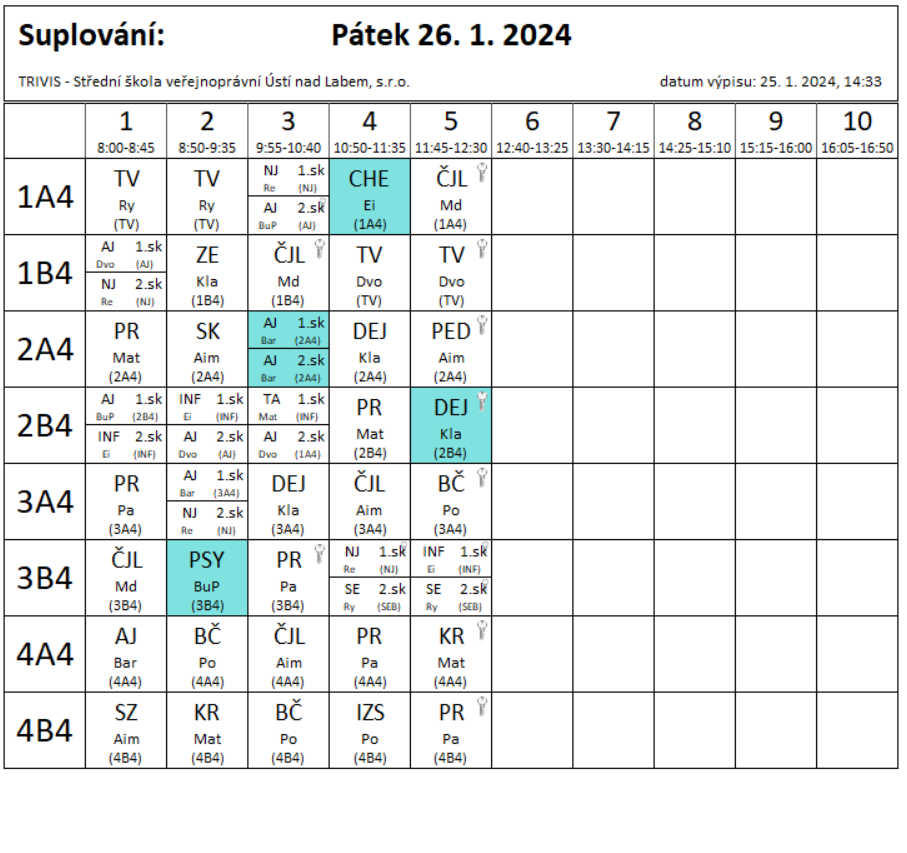 Suplování: Pátek 26. 1. 2024
TRIVIS - Střední škola veřejnoprávní Ústí nad Labem, s.r.o. datum výpisu: 25. 1. 2024, 14:33
1 2 3 4 5 6 7 8 9 10
8:00-8:45 8:50-9:35 9:55-10:40 10:50-11:35 11:45-12:30 12:40-13:25 13:30-14:15 14:25-15:10 15:15-16:00 16:05-16:50
1A4
TV
Ry
(TV)
TV
Ry
(TV)
NJ 1.sk
Re (NJ)
AJ 2.sk
BuP (AJ)
CHE
Ei
(1A4)
ČJL
Md
(1A4)
1B4
AJ 1.sk
Dvo (AJ)
NJ 2.sk
Re (NJ)
ZE
Kla
(1B4)
ČJL
Md
(1B4)
TV
Dvo
(TV)
TV
Dvo
(TV)
2A4
PR
Mat
(2A4)
SK
Aim
(2A4)
AJ 1.sk
Bar (2A4)
AJ 2.sk
Bar (2A4)
DEJ
Kla
(2A4)
PED
Aim
(2A4)
2B4
AJ 1.sk
BuP (2B4)
INF 2.sk
Ei (INF)
INF 1.sk
Ei (INF)
AJ 2.sk
Dvo (AJ)
TA 1.sk
Mat (INF)
AJ 2.sk
Dvo (1A4)
PR
Mat
(2B4)
DEJ
Kla
(2B4)
3A4
PR
Pa
(3A4)
AJ 1.sk
Bar (3A4)
NJ 2.sk
Re (NJ)
DEJ
Kla
(3A4)
ČJL
Aim
(3A4)
BČ
Po
(3A4)
3B4
ČJL
Md
(3B4)
PSY
BuP
(3B4)
PR
Pa
(3B4)
NJ 1.sk
Re (NJ)
SE 2.sk
Ry (SEB)
INF 1.sk
Ei (INF)
SE 2.sk
Ry (SEB)
4A4
AJ
Bar
(4A4)
BČ
Po
(4A4)
ČJL
Aim
(4A4)
PR
Pa
(4A4)
KR
Mat
(4A4)
4B4
SZ
Aim
(4B4)
KR
Mat
(4B4)
BČ
Po
(4B4)
IZS
Po
(4B4)
PR
Pa
(4B4)